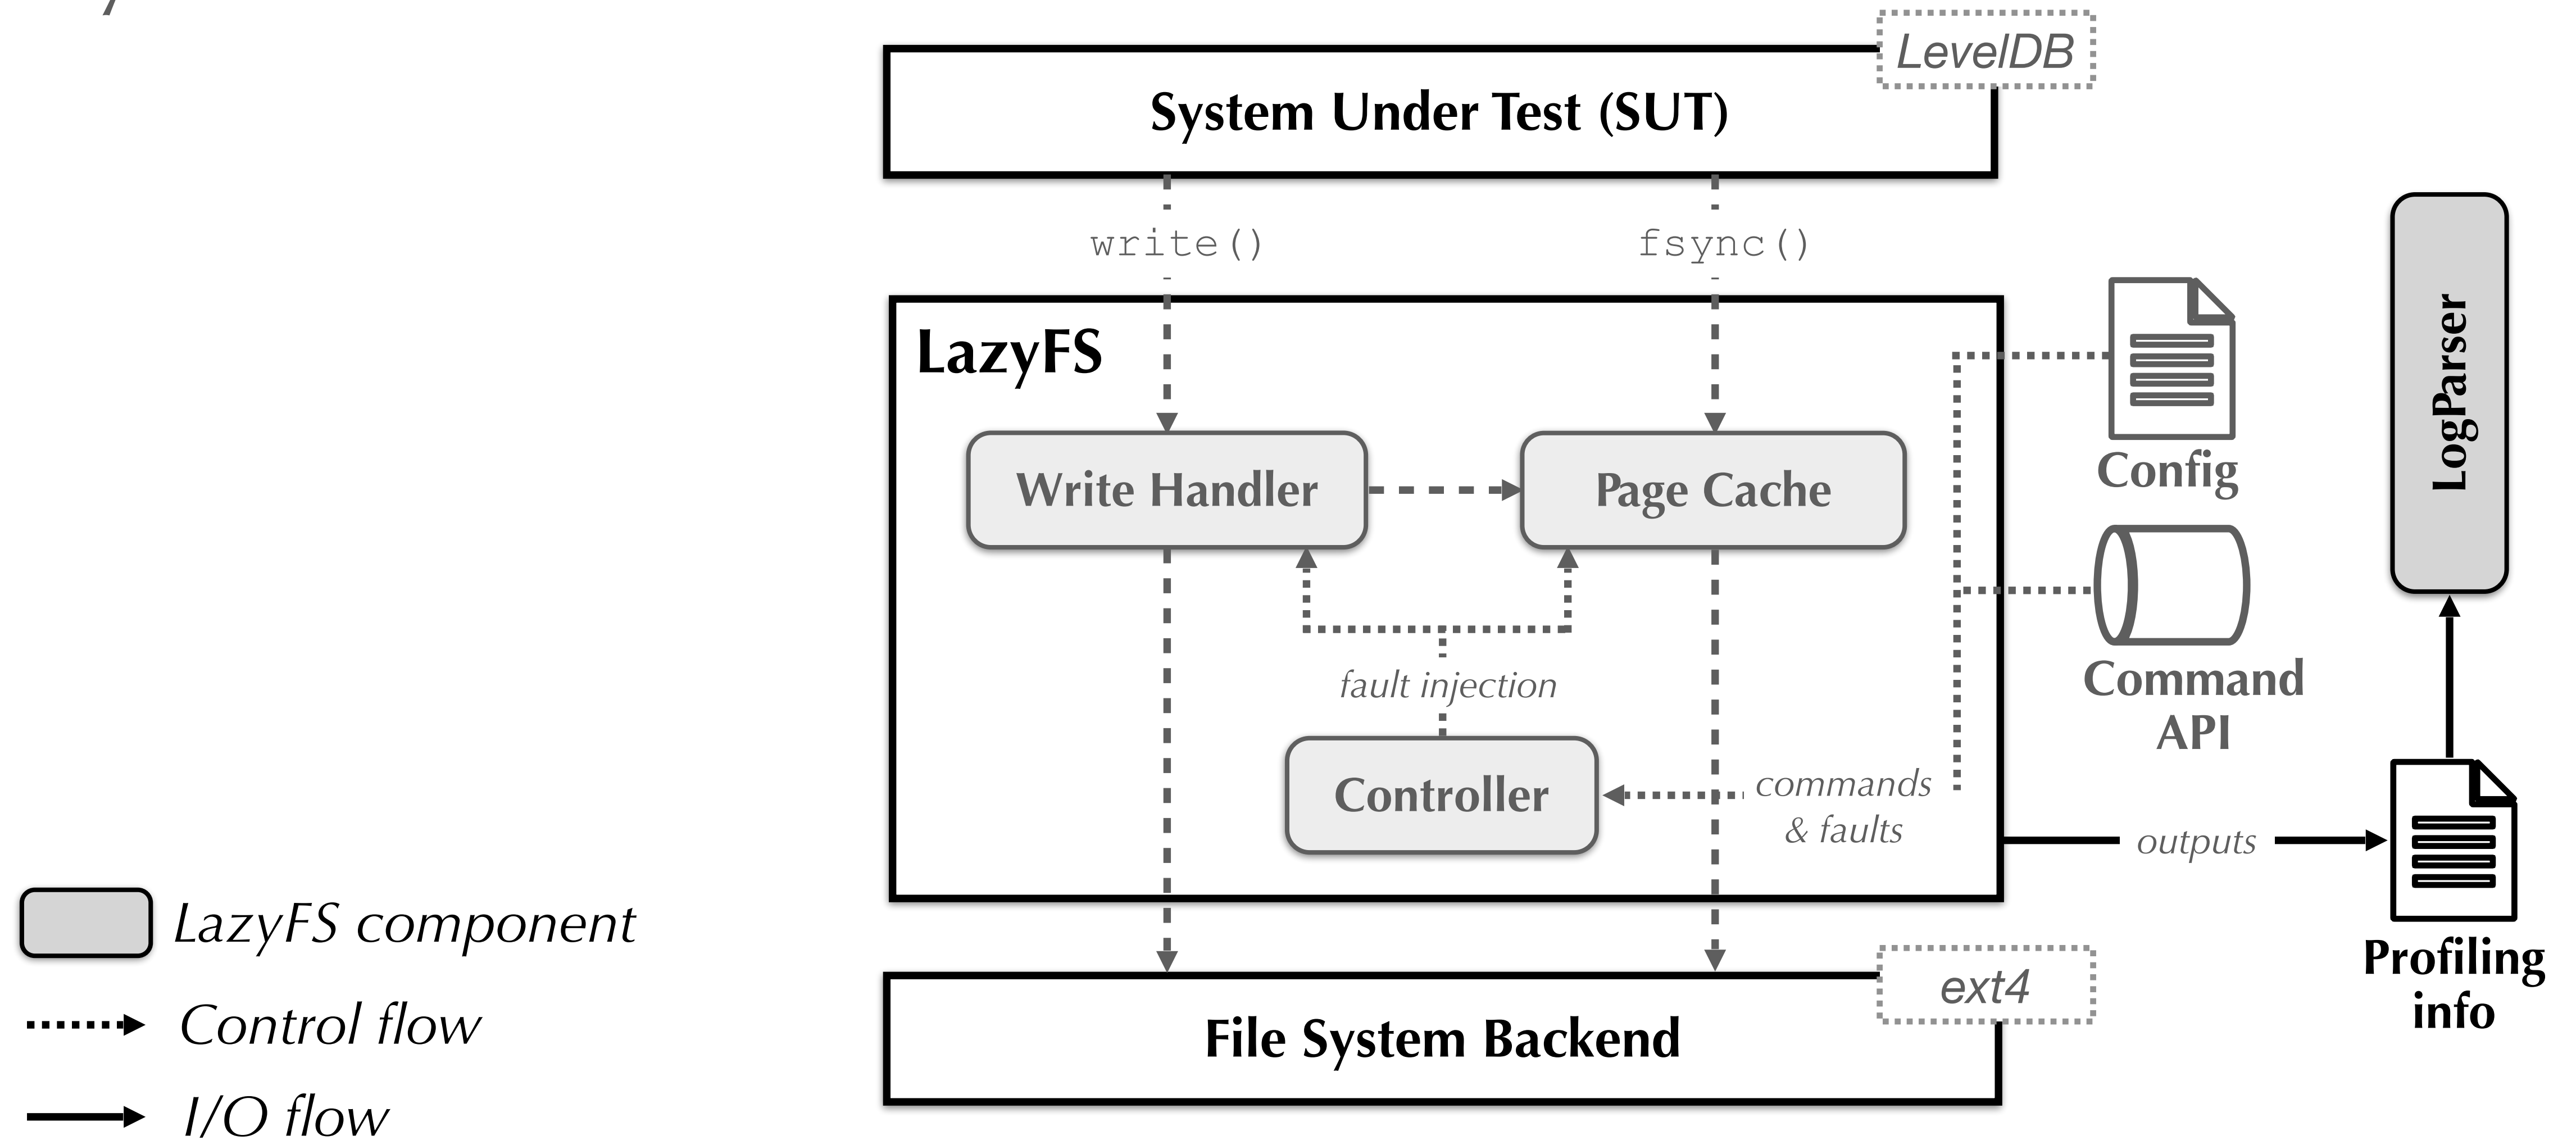 LevelDB
System Under Test (SUT)
write()
fsync()
LazyFS
Write Handler
Page Cache
fault injection
Controller
commands
& faults
Config
Command
API
LogParser
outputs
Profiling
info
ext4
File System Backend
LazyFS component
Control flow
I/O flow